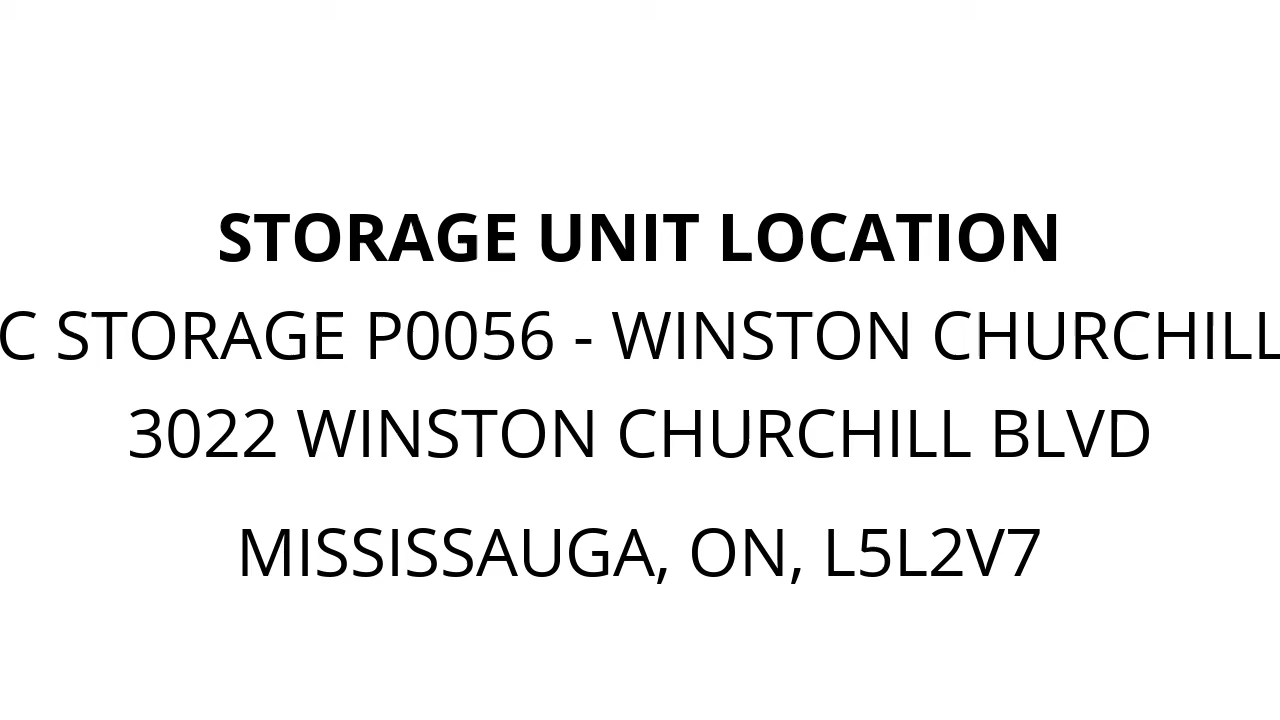 STORAGE UNIT LOCATION
C STORAGE P0056 - WINSTON CHURCHILL
3022 WINSTON CHURCHILL BLVD
MISSISSAUGA, ON, L5L2V7